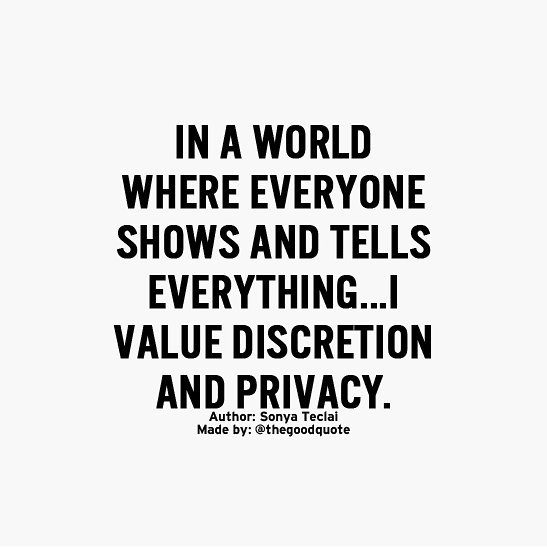 IN A WORLD
WHERE EVERYONE
SHOWS AND TELLS
EVERYTHING...I
VALUE DISCRETION
AND PRIVACY.
Author: Sonya Teclai
Made by: @thegoodquote